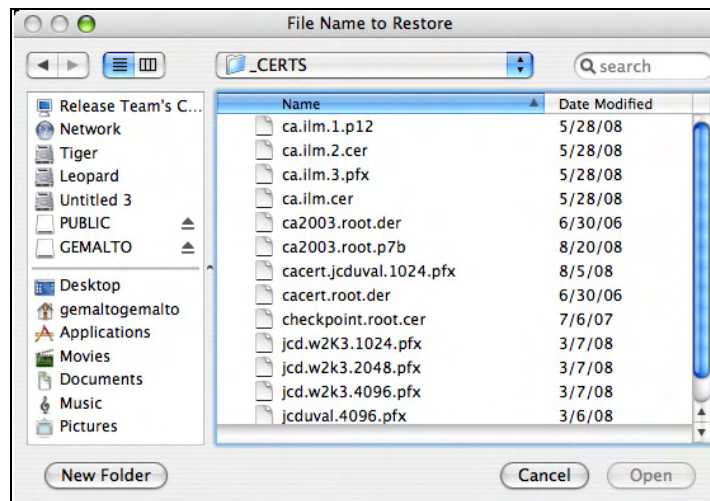 File Name to Restore
_CERTS
search
Release Team's C...
Network
Tiger
Leopard
Untitled 3
PUBLIC
GEMALTO
Desktop
gemaltogemalto
Applications
Movies
Documents
Music
Pictures
Name Date Modified
ca.ilm.1.p12 5/28/08
ca.ilm.2.cer 5/28/08
ca.ilm.3.pfx 5/28/08
ca.ilm.cer 5/28/08
ca2003.root.der 6/30/06
ca2003.root.p7b 8/20/08
cacert.jcduval.1024.pfx 8/5/08
cacert.root.der 6/30/06
checkpoint.root.cer 7/6/07
jcd.w2K3.1024.pfx 3/7/08
jcd.w2k3.2048.pfx 3/7/08
jcd.w2k3.4096.pfx 3/7/08
jcduval.4096.pfx 3/6/08
New Folder Cancel Open